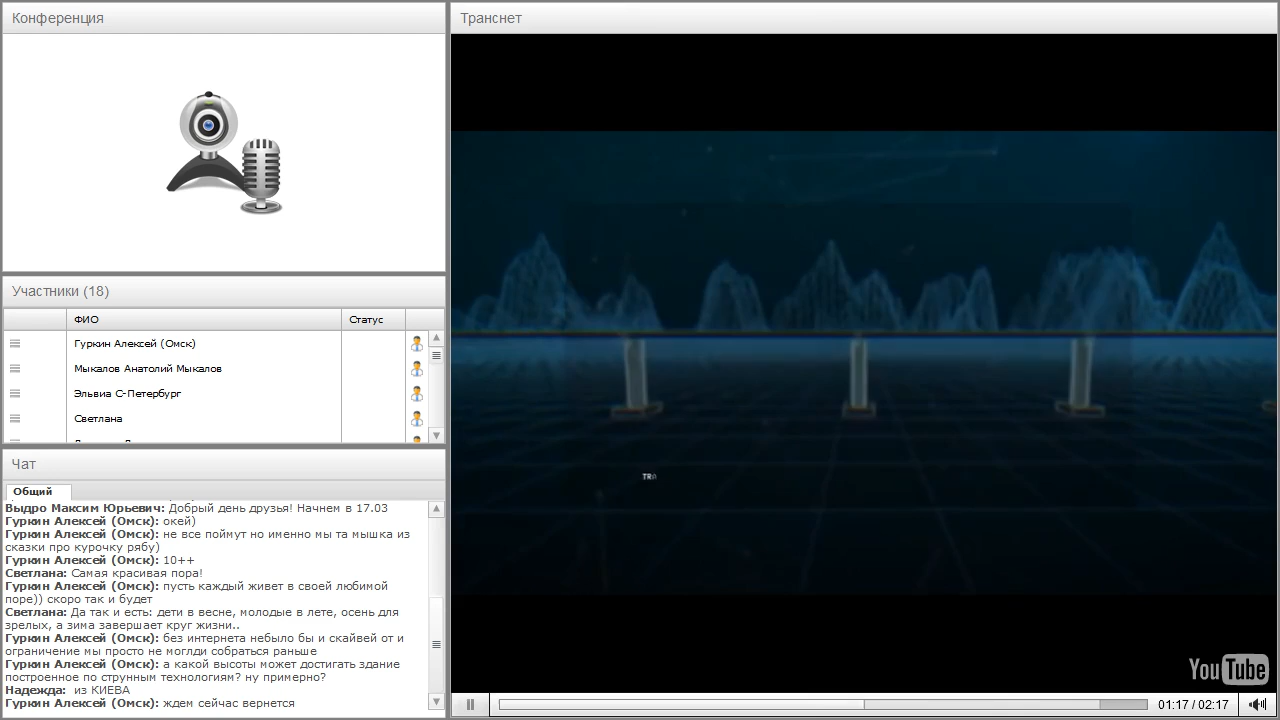 Конференция
Транснет
Участники (18)
ФИО
Статус
Гуркин Алексей (Омск)
Мыкалов Анатолий Мыкалов
Эльвиа С-Петербург
Светлана
Чат
Общий
Выдро Максим Юрьевич: Добрый день друзья! Начнем в 17.03
Гуркин Алексей (Омск): окей)
Гуркин Алексей (Омск): не все поймут но именно мы та мышка из
сказки про курочку рябу)
Гуркин Алексей (Омск): 10++
Светлана: Самая красивая пора!
Гуркин Алексей (Омск): пусть каждый живет в своей любимой
поре)) скоро так и будет
Светлана: Да так и есть: дети в весне, молодые в лете, осень для
зрелых, а зима завершает круг жизни..
Гуркин Алексей (Омск): без интернета небыло бы и скайвей от и
ограничение мы просто не моглди собраться раньше
Гуркин Алексей (Омск): а какой высоты может достигать здание
построенное по струнным технологиям? ну примерно?
Надежда: из КИЕВА
Гуркин Алексей (Омск): ждем сейчас вернется
TRA
YouTube
01:17 / 02:17